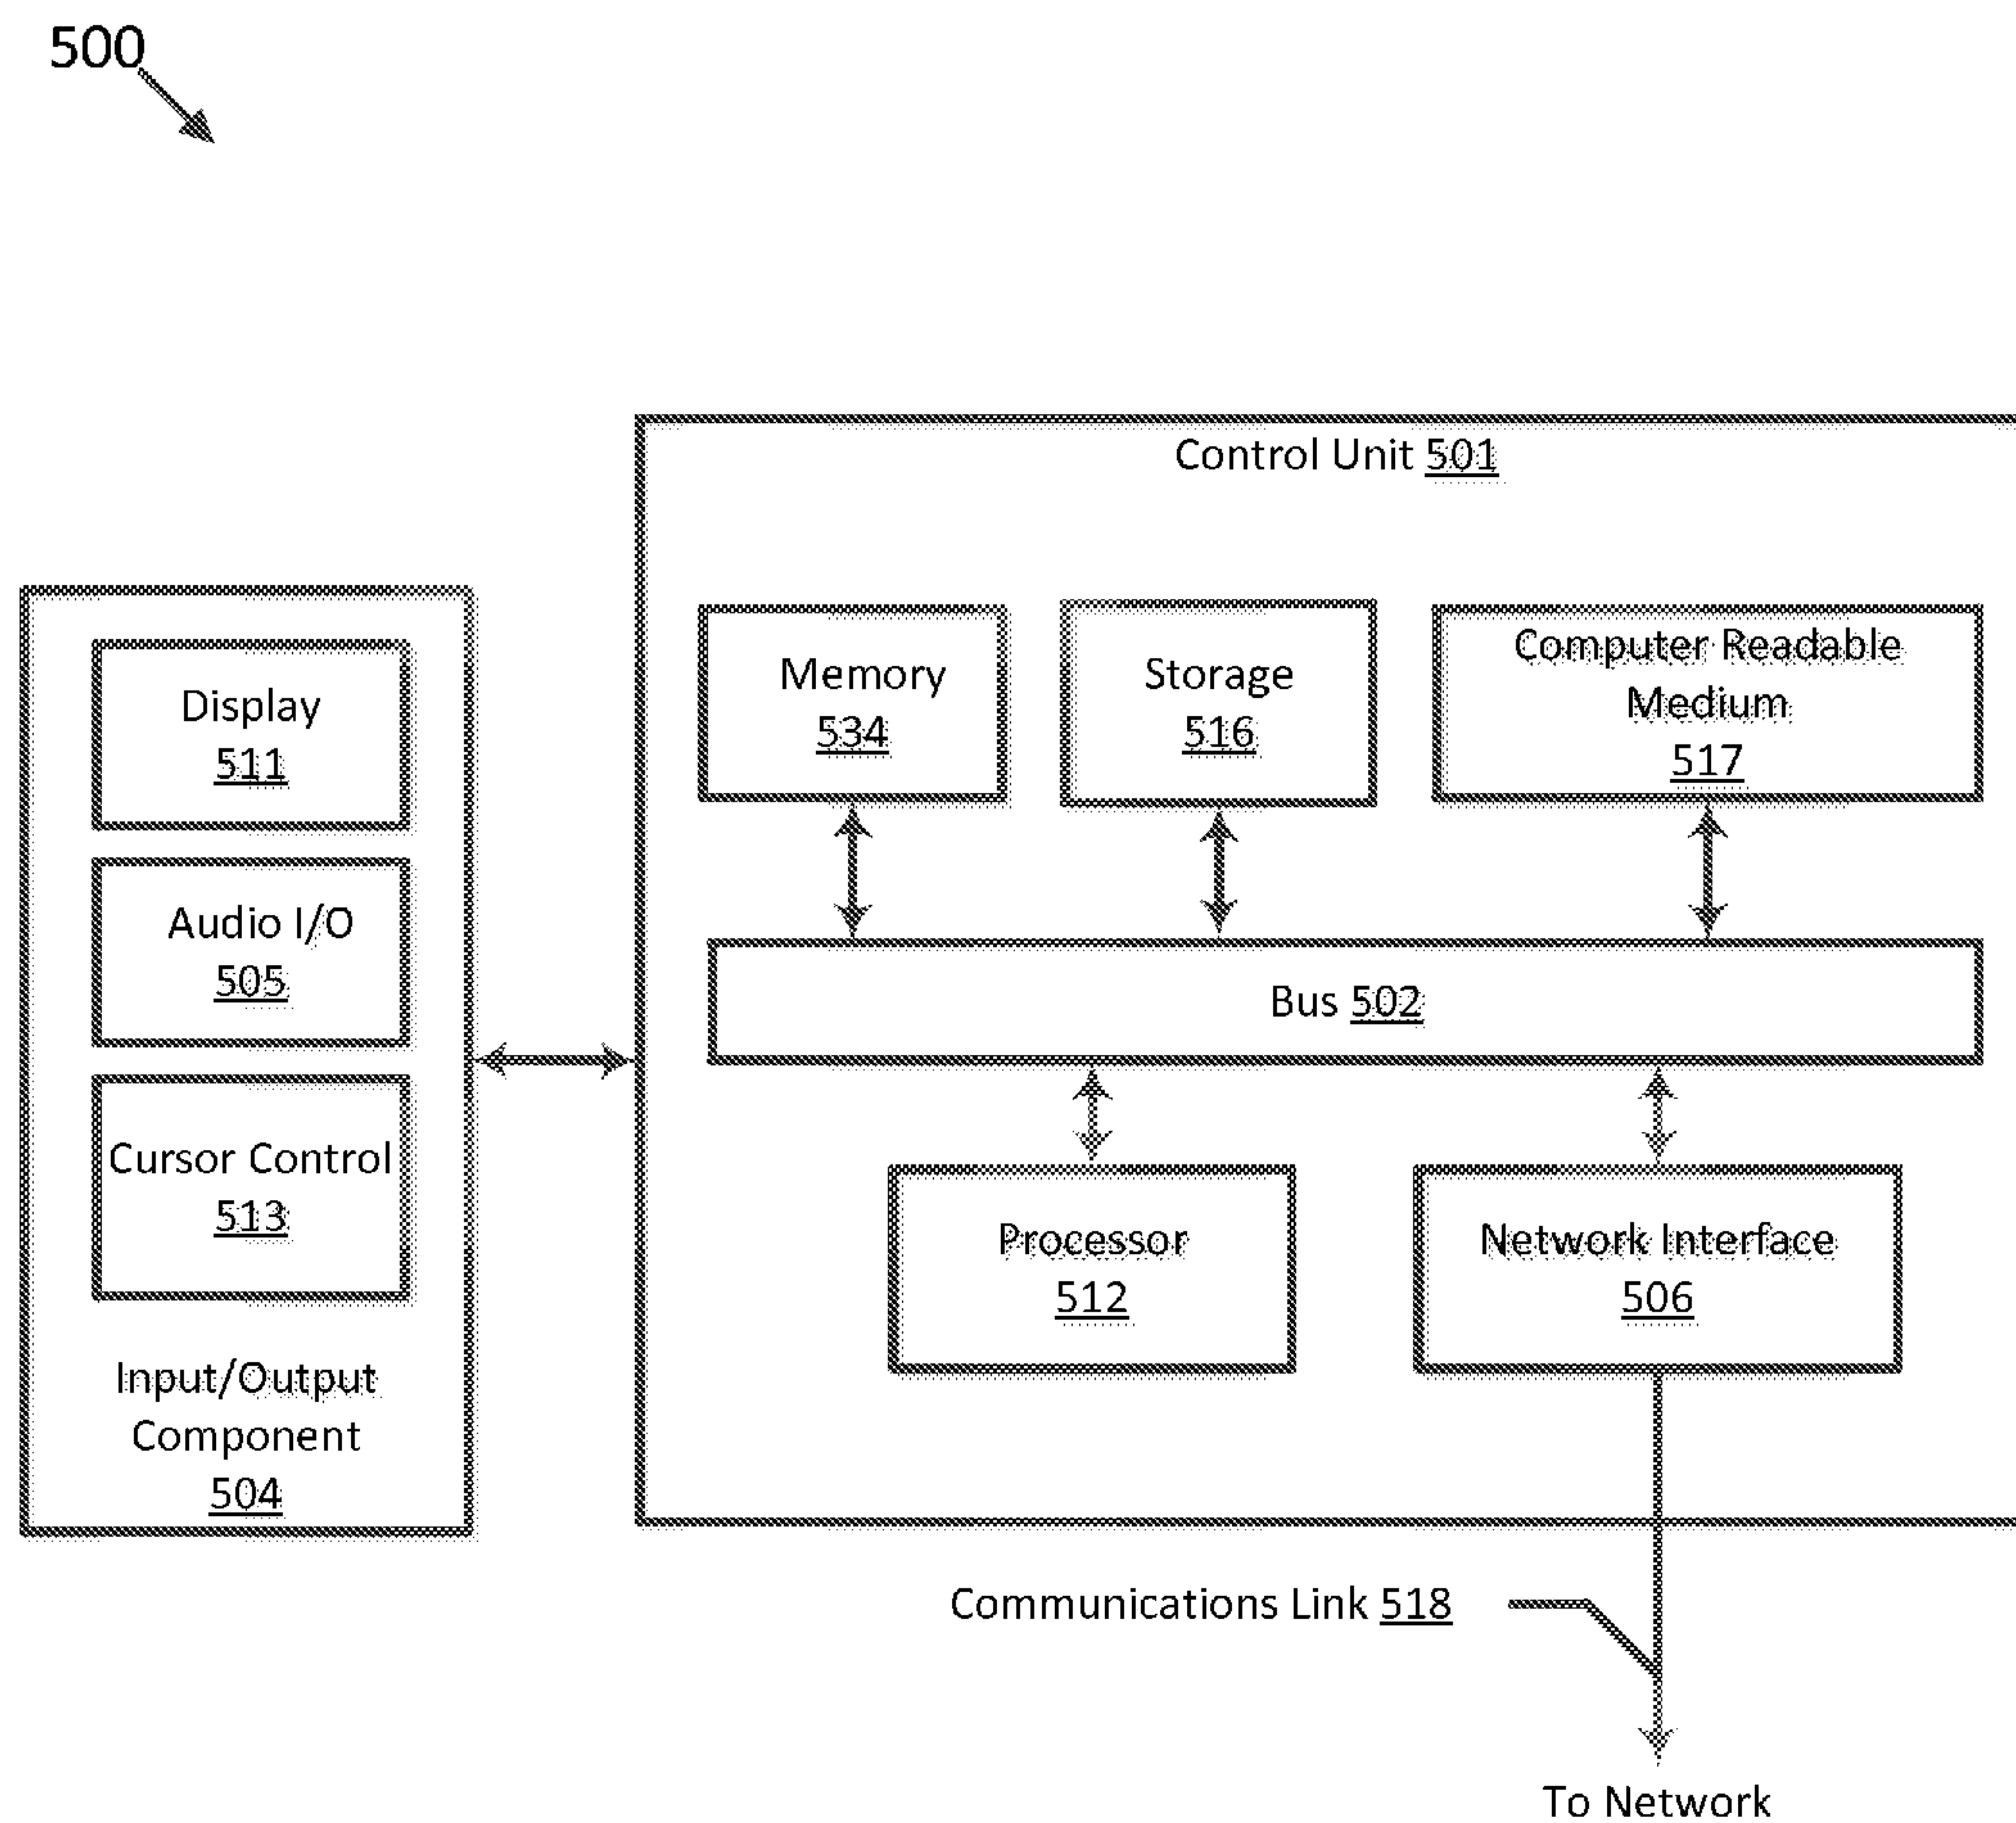 500
Control Unit 501
Memory
534
Storage
516
Computer Readable
Medium
517
Display
511
Audio I/O
505
Cursor Control
513
Input/Output
Component
504
Bus 502
Processor
512
Network Interface
506
Communications Link 518
To Network